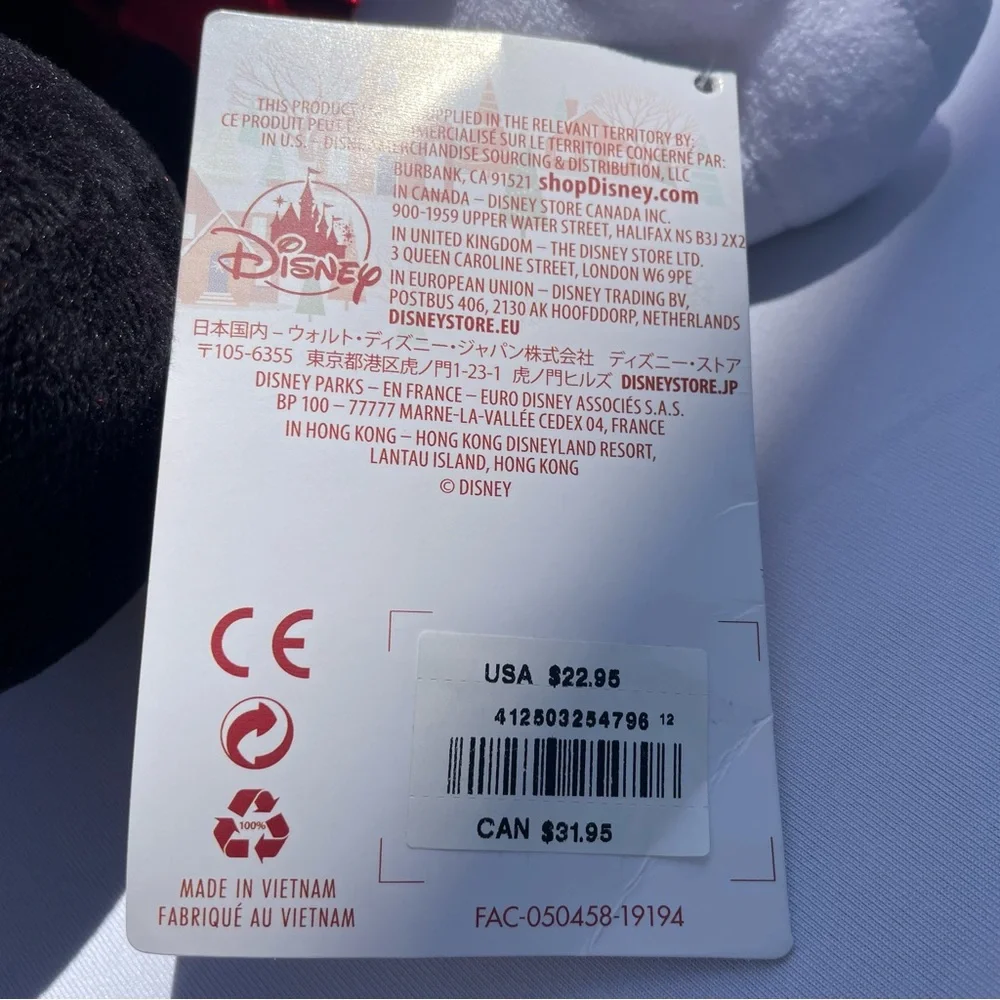 THIS PRODUCT SUPPLIED IN THE RELEVANT TERRITORY BY:
CE PRODUIT PEUT COMMERCIALISÉ SUR LE TERRITOIRE CONCERNÉ PAR:
IN U.S. – DISNEY MERCHANDISE SOURCING & DISTRIBUTION, LLC
BURBANK, CA 91521 shopDisney.com
IN CANADA – DISNEY STORE CANADA INC.
900-1959 UPPER WATER STREET, HALIFAX NS B3J 2X2
IN UNITED KINGDOM – THE DISNEY STORE LTD.
3 QUEEN CAROLINE STREET, LONDON W6 9PE
IN EUROPEAN UNION – DISNEY TRADING BV,
POSTBUS 406, 2130 AK HOOFDDORP, NETHERLANDS
DISNEYSTORE.EU
DISNEY
日本国内 – ウォルト・ディズニー・ジャパン株式会社 ディズニー・ストア
〒105-6355 東京都港区虎ノ門1-23-1 虎ノ門ヒルズ DISNEYSTORE.JP
DISNEY PARKS – EN FRANCE – EURO DISNEY ASSOCIÉS S.A.S.
BP 100 – 77777 MARNE-LA-VALLÉE CEDEX 04, FRANCE
IN HONG KONG – HONG KONG DISNEYLAND RESORT,
LANTAU ISLAND, HONG KONG
© DISNEY
CE
100%
MADE IN VIETNAM
FABRIQUÉ AU VIETNAM
USA $22.95
412503254796 12
CAN $31.95
FAC-050458-19194